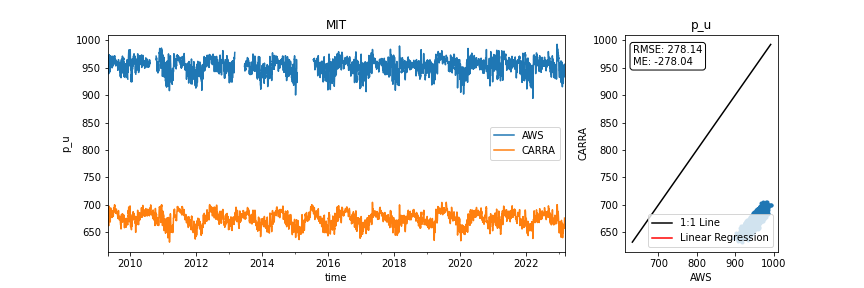 MIT
p_u
1000
950
900
850
800
750
700
650
p_u
AWS
CARRA
2010
2012
2014
2016
2018
2020
2022
time
p_u
RMSE: 278.14
ME: -278.04
1000
950
900
850
800
750
700
650
CARRA
1:1 Line
Linear Regression
700
800
900
1000
AWS